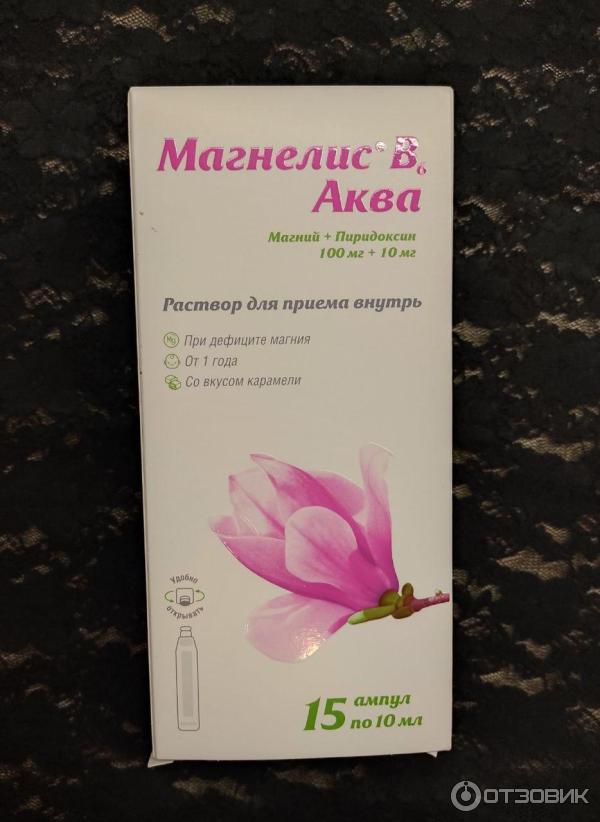 Магнелис® B6
Аква
Магний + Пиридоксин
100 мг + 10 мг
Раствор для приема внутрь
Mg При дефиците магния
От 1 года
Со вкусом карамели
Удобно
открывать
15 ампул
по 10 мл
ОТЗОВИК